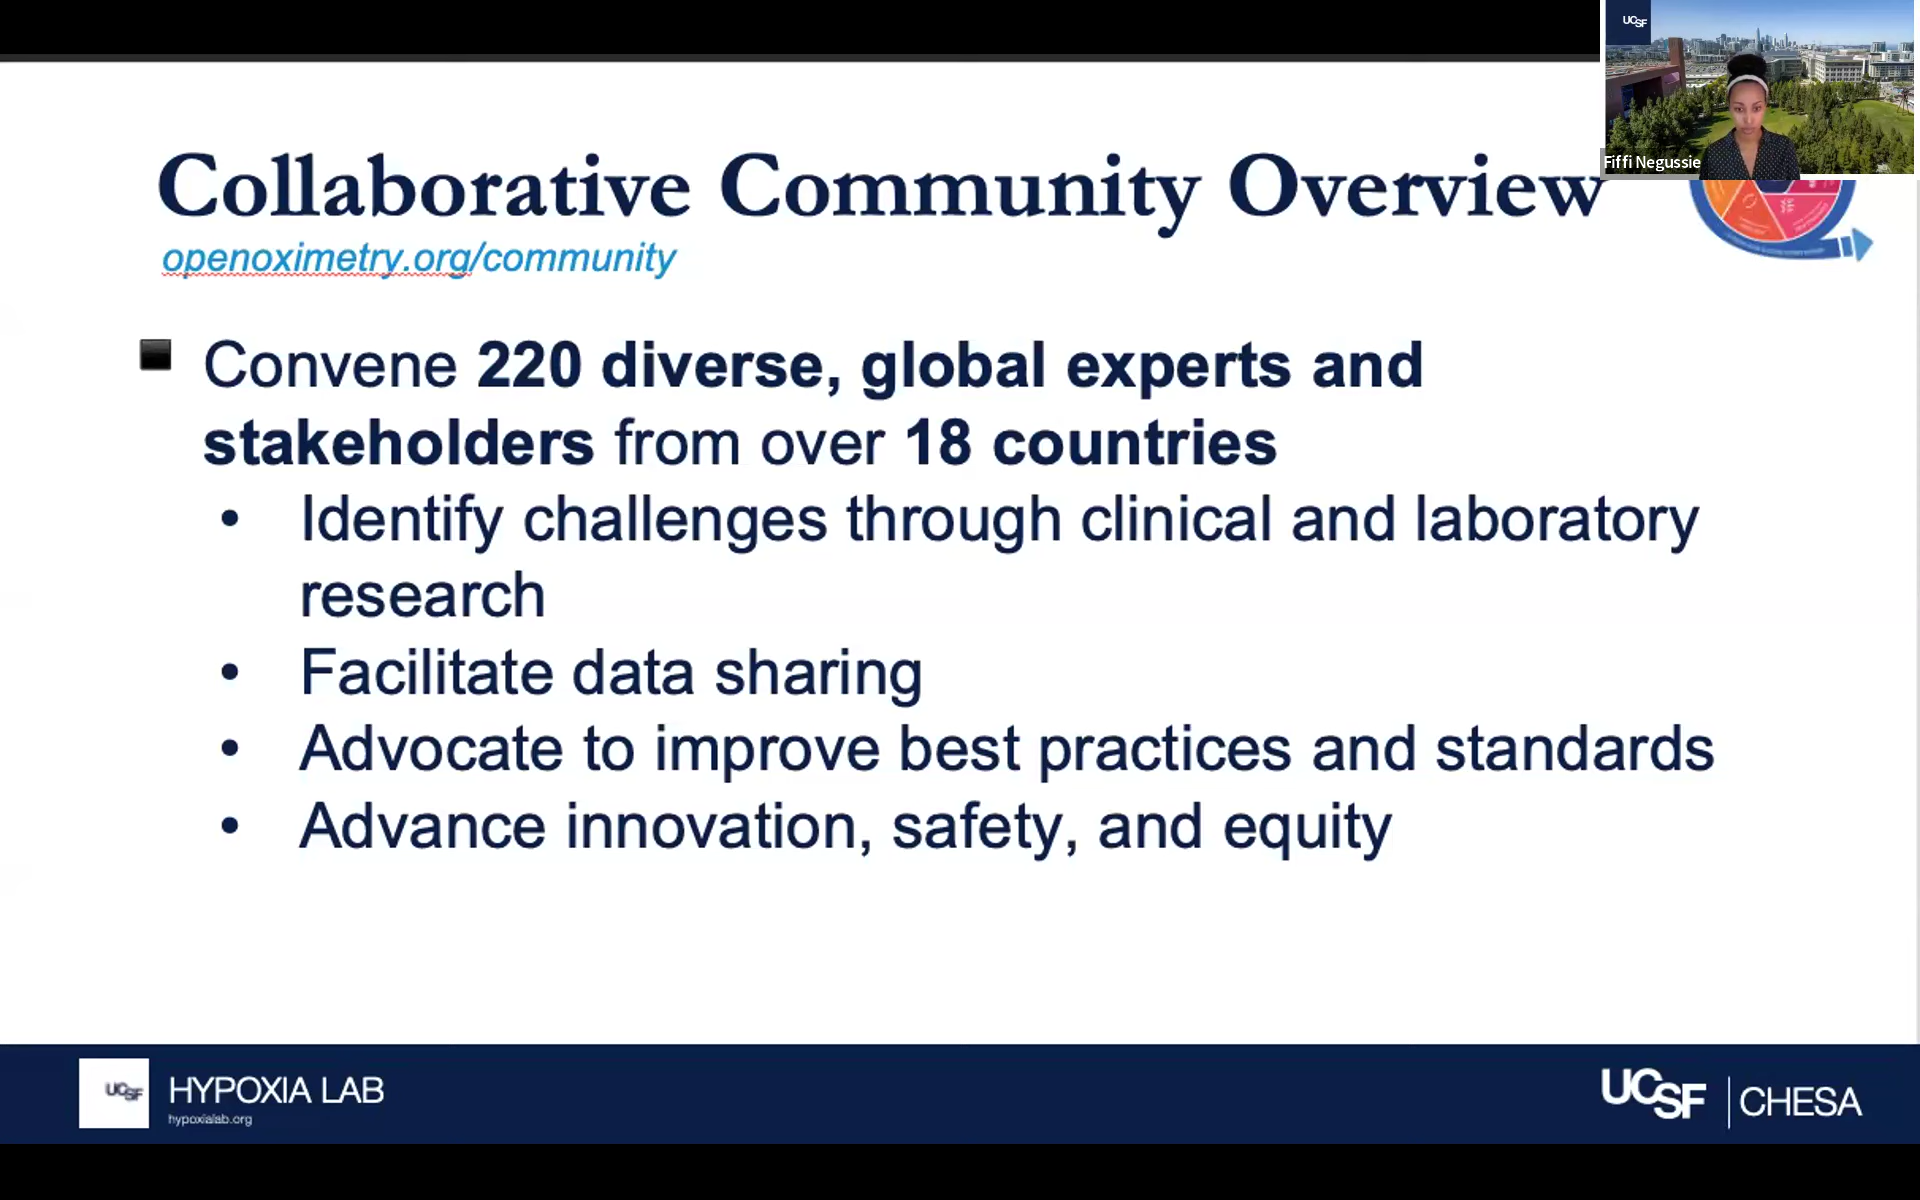 UCSF
Fiffi Negussie
Collaborative Community Overview
openoximetry.org/community
Convene 220 diverse, global experts and
stakeholders from over 18 countries
• Identify challenges through clinical and laboratory
research
• Facilitate data sharing
• Advocate to improve best practices and standards
• Advance innovation, safety, and equity
UCSF
HYPOXIA LAB
hypoxialab.org
UCSF | CHESA